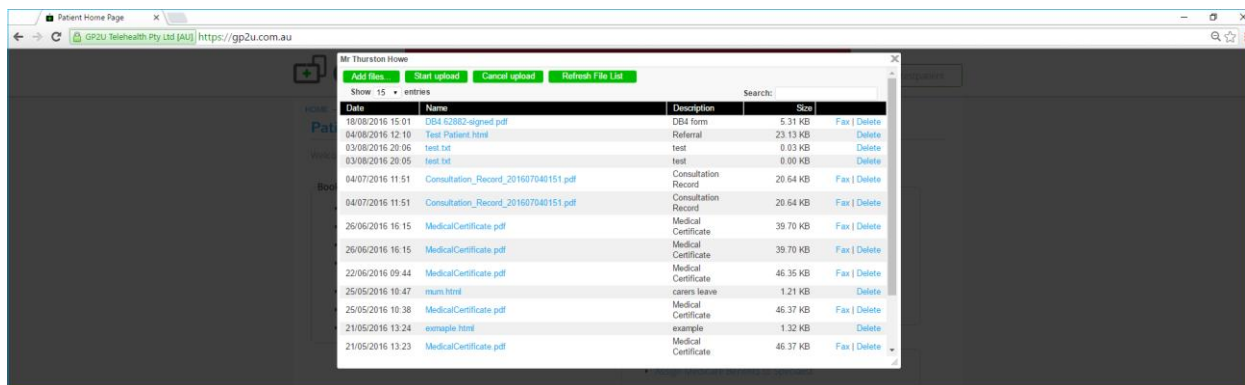 Patient Home Page
GP2U Telehealth Pty Ltd [AU] https://gp2u.com.au
Mr Thurston Howe
Add files... Start upload Cancel upload Refresh File List
Show 15 entries Search:
Date Name Description Size
18/08/2016 15:01 DB4.62882-signed.pdf DB4 form 5.31 KB Fax | Delete
04/08/2016 12:10 Test Patient.html Referral 23.13 KB Delete
03/08/2016 20:06 test.txt test 0.03 KB Delete
03/08/2016 20:05 test.txt test 0.00 KB Delete
04/07/2016 11:51 Consultation_Record_201607040151.pdf Consultation Record 20.64 KB Fax | Delete
04/07/2016 11:51 Consultation_Record_201607040151.pdf Consultation Record 20.64 KB Fax | Delete
26/06/2016 16:15 MedicalCertificate.pdf Medical Certificate 39.70 KB Fax | Delete
26/06/2016 16:15 MedicalCertificate.pdf Medical Certificate 39.70 KB Fax | Delete
22/06/2016 09:44 MedicalCertificate.pdf Medical Certificate 46.35 KB Fax | Delete
25/05/2016 10:47 mum.html carers leave 1.21 KB Delete
25/05/2016 10:38 MedicalCertificate.pdf Medical Certificate 46.37 KB Fax | Delete
21/05/2016 13:24 exmaple.html example 1.32 KB Delete
21/05/2016 13:23 MedicalCertificate.pdf Medical Certificate 46.37 KB Fax | Delete
HOME
Pati
Book